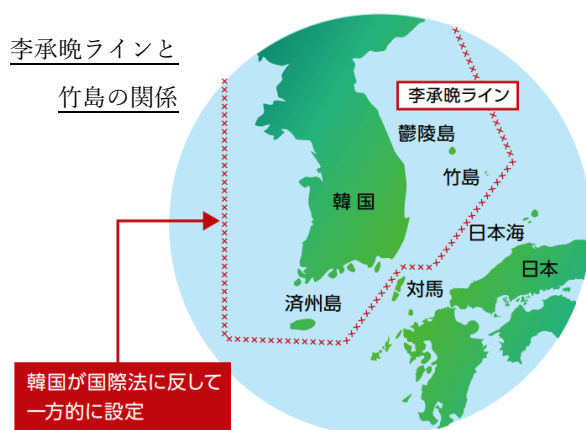 李承晩ラインと
竹島の関係
李承晩ライン
鬱陵島
竹島
韓国
日本海
日本
対馬
済州島
韓国が国際法に反して
一方的に設定